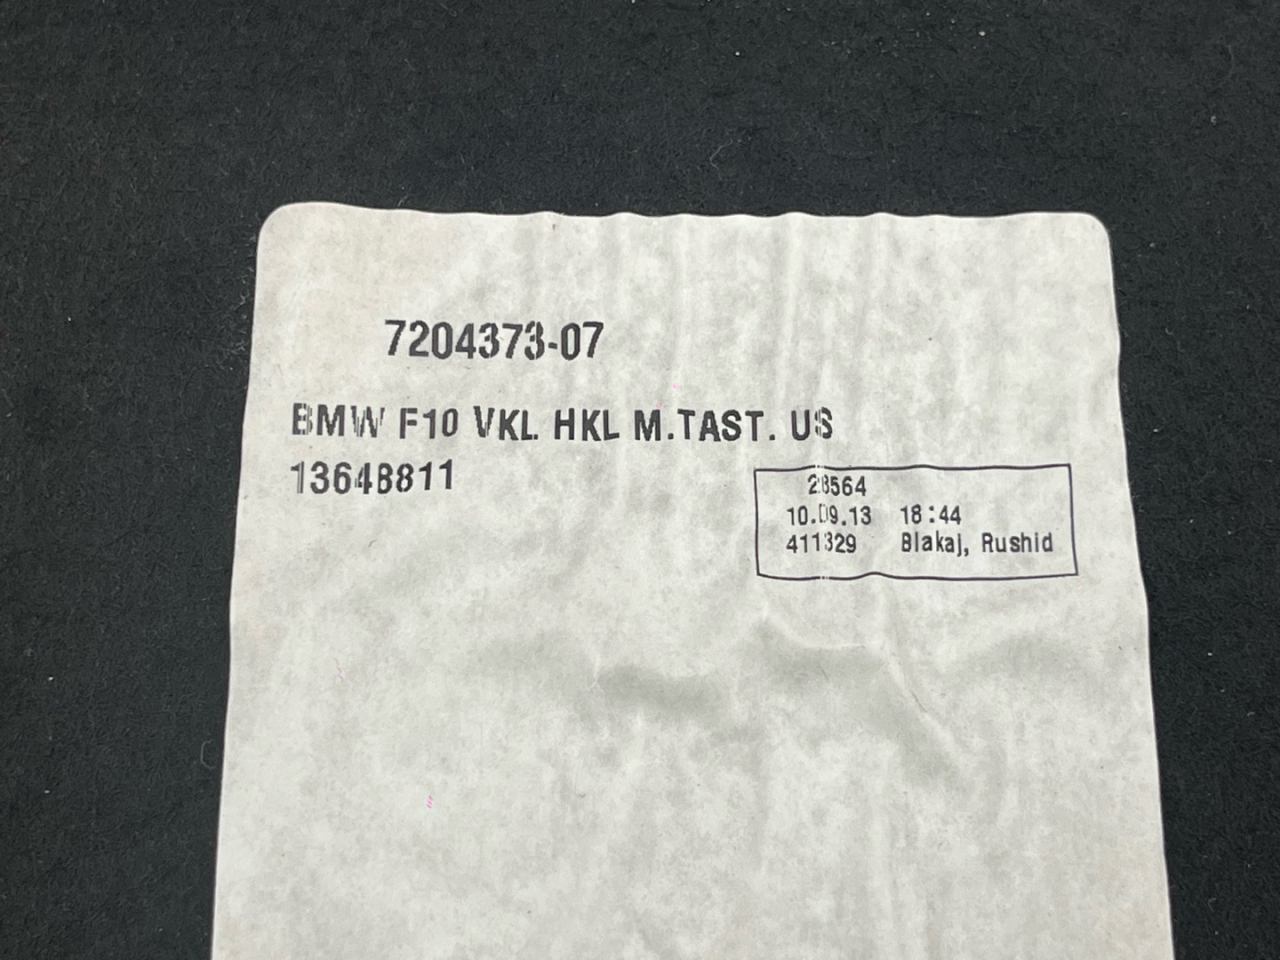 7204373-07
BMW F10 VKL HKL M.TAST. US
13648811
28564
10.09.13 18:44
411329 Blakaj, Rushid